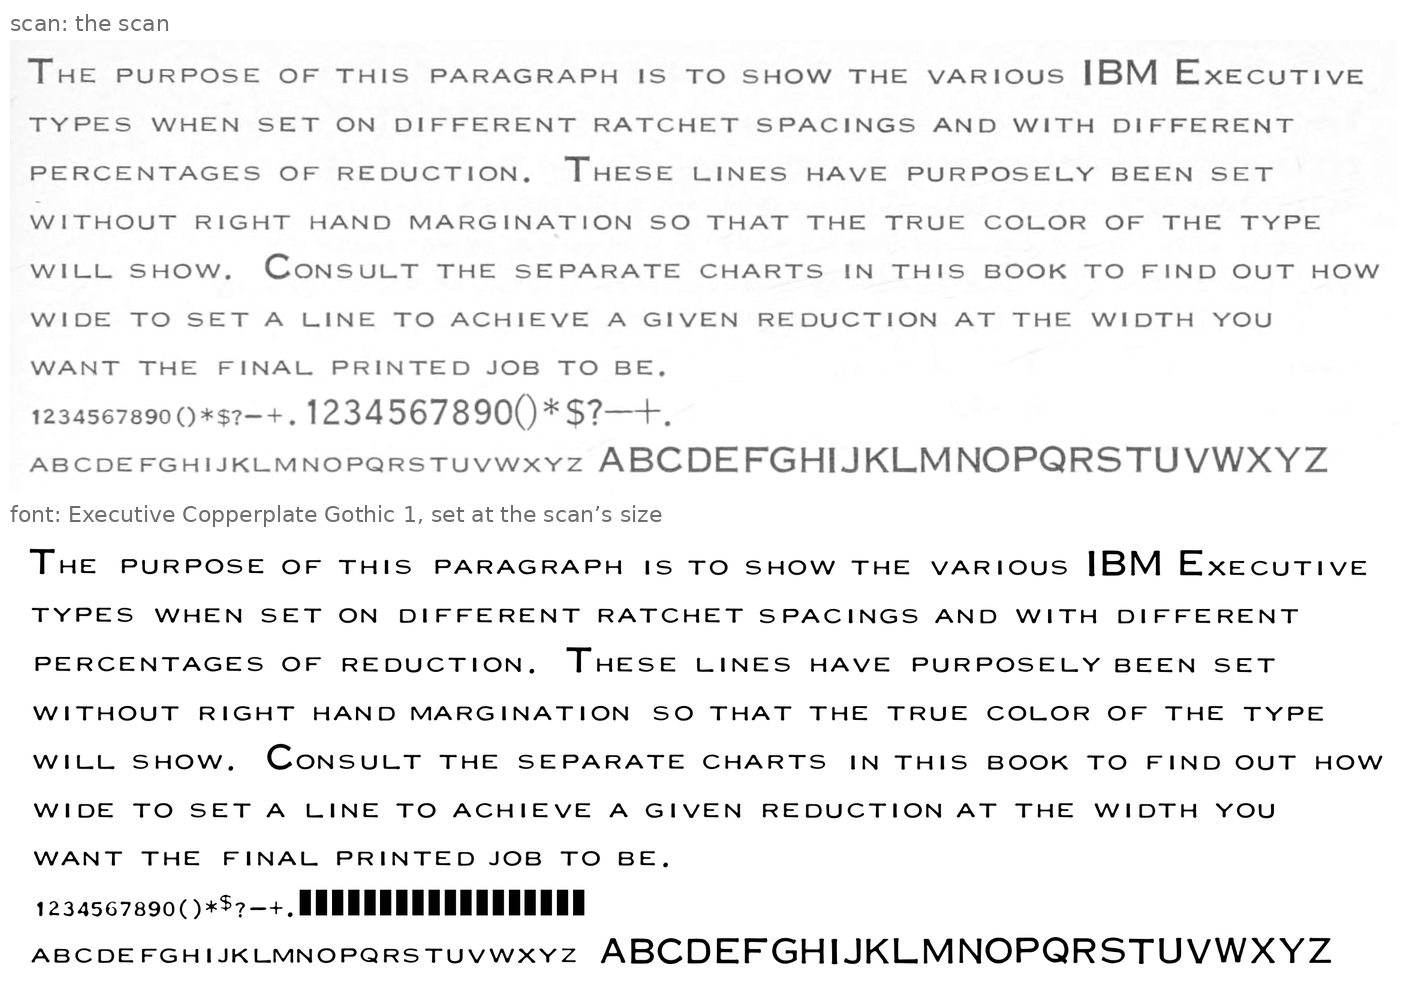 scan: the scan
THE PURPOSE OF THIS PARAGRAPH IS TO SHOW THE VARIOUS IBM EXECUTIVE
TYPES WHEN SET ON DIFFERENT RATCHET SPACINGS AND WITH DIFFERENT
PERCENTAGES OF REDUCTION. THESE LINES HAVE PURPOSELY BEEN SET
WITHOUT RIGHT HAND MARGINATION SO THAT THE TRUE COLOR OF THE TYPE
WILL SHOW. CONSULT THE SEPARATE CHARTS IN THIS BOOK TO FIND OUT HOW
WIDE TO SET A LINE TO ACHIEVE A GIVEN REDUCTION AT THE WIDTH YOU
WANT THE FINAL PRINTED JOB TO BE.
1234567890()*$?—+. 1234567890()*$?—+.
ABCDEFGHIJKLMNOPQRSTUVWXYZ ABCDEFGHIJKLMNOPQRSTUVWXYZ
font: Executive Copperplate Gothic 1, set at the scan’s size
THE PURPOSE OF THIS PARAGRAPH IS TO SHOW THE VARIOUS IBM EXECUTIVE
TYPES WHEN SET ON DIFFERENT RATCHET SPACINGS AND WITH DIFFERENT
PERCENTAGES OF REDUCTION. THESE LINES HAVE PURPOSELY BEEN SET
WITHOUT RIGHT HAND MARGINATION SO THAT THE TRUE COLOR OF THE TYPE
WILL SHOW. CONSULT THE SEPARATE CHARTS IN THIS BOOK TO FIND OUT HOW
WIDE TO SET A LINE TO ACHIEVE A GIVEN REDUCTION AT THE WIDTH YOU
WANT THE FINAL PRINTED JOB TO BE.
1234567890()*$?—+.
ABCDEFGHIJKLMNOPQRSTUVWXYZ ABCDEFGHIJKLMNOPQRSTUVWXYZ